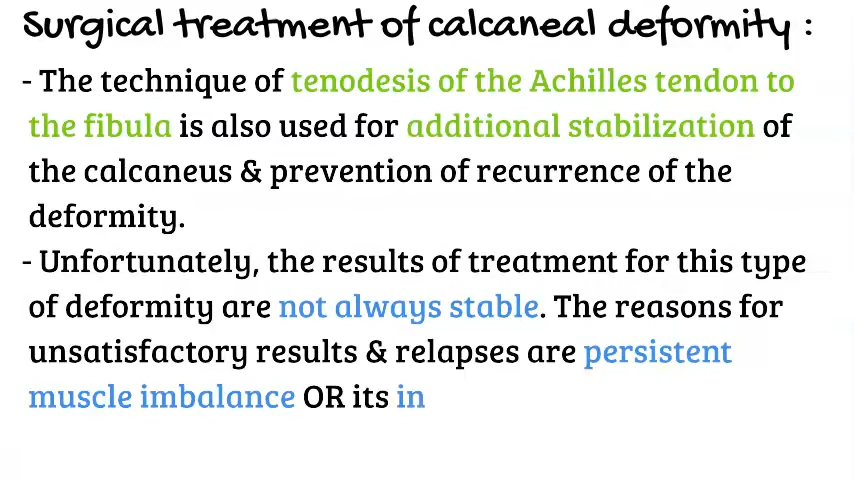 Surgical treatment of calcaneal deformity :
- The technique of tenodesis of the Achilles tendon to
the fibula is also used for additional stabilization of
the calcaneus & prevention of recurrence of the
deformity.
- Unfortunately, the results of treatment for this type
of deformity are not always stable. The reasons for
unsatisfactory results & relapses are persistent
muscle imbalance OR its in